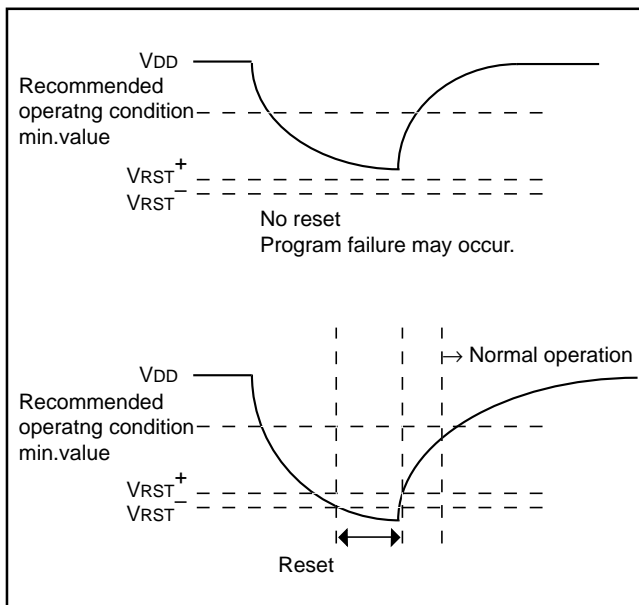 VDD
Recommended
operatng condition
min.value
VRST+
VRST−
No reset
Program failure may occur.
→ Normal operation
VDD
Recommended
operatng condition
min.value
VRST+
VRST−
Reset